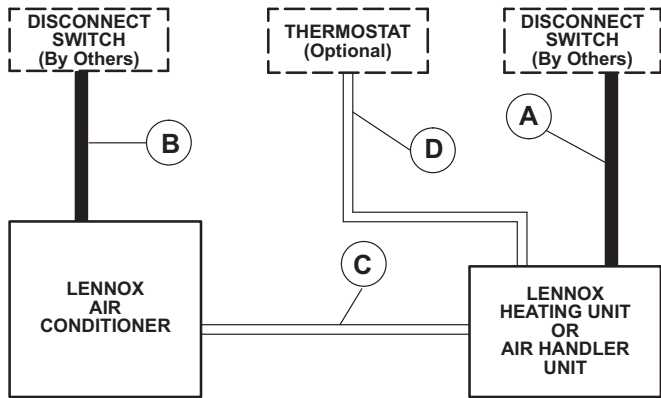 DISCONNECT
SWITCH
(By Others)
THERMOSTAT
(Optional)
DISCONNECT
SWITCH
(By Others)
B
D
A
C
LENNOX
AIR
CONDITIONER
LENNOX
HEATING UNIT
OR
AIR HANDLER
UNIT